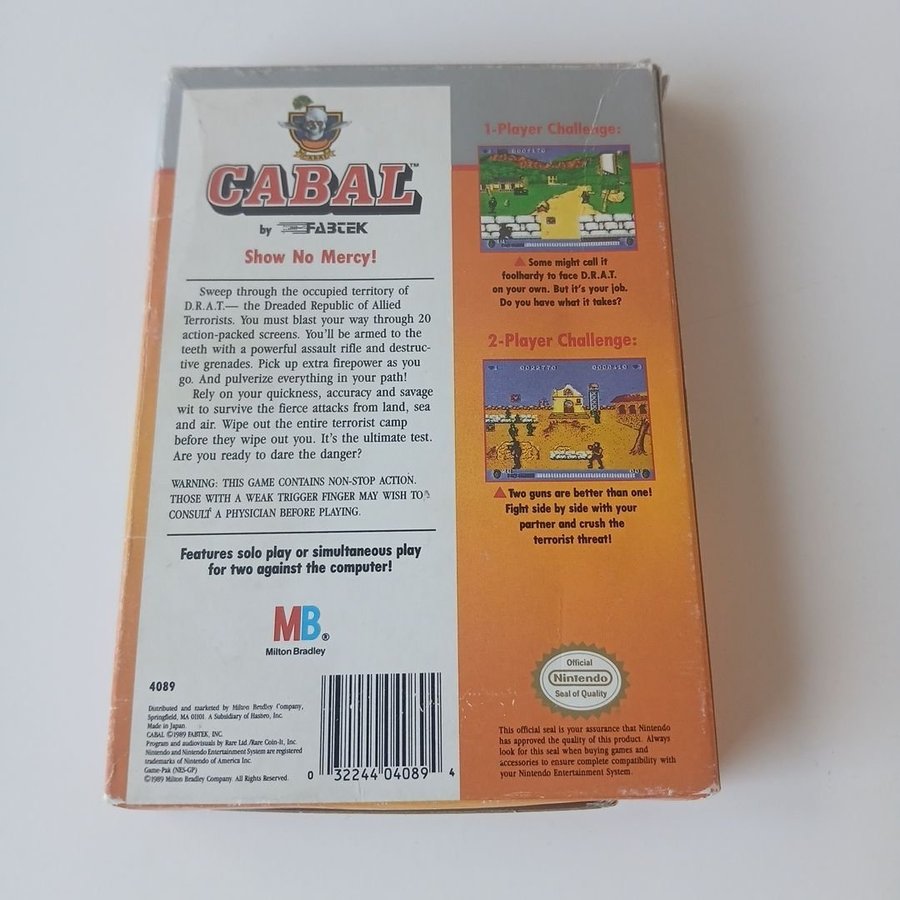 CABAL
CABAL™
by FABTEK
Show No Mercy!
Sweep through the occupied territory of
D.R.A.T.— the Dreaded Republic of Allied
Terrorists. You must blast your way through 20
action-packed screens. You'll be armed to the
teeth with a powerful assault rifle and destruc-
tive grenades. Pick up extra firepower as you
go. And pulverize everything in your path!
Rely on your quickness, accuracy and savage
wit to survive the fierce attacks from land, sea
and air. Wipe out the entire terrorist camp
before they wipe out you. It's the ultimate test.
Are you ready to dare the danger?
WARNING: THIS GAME CONTAINS NON-STOP ACTION.
THOSE WITH A WEAK TRIGGER FINGER MAY WISH TO
CONSULT A PHYSICIAN BEFORE PLAYING.
Features solo play or simultaneous play
for two against the computer!
MB®
Milton Bradley
4089
Distributed and marketed by Milton Bradley Company,
Springfield, MA 01101. A Subsidiary of Hasbro, Inc.
Made in Japan.
CABAL ©1989 FABTEK, INC.
Program and audiovisuals by Rare Ltd /Rare Coin-It, Inc.
Nintendo and Nintendo Entertainment System are registered
trademarks of Nintendo of America Inc.
Game-Pak (NES-GP)
©1989 Milton Bradley Company. All Rights Reserved.
0 32244 04089 4
1-Player Challenge:
▲ Some might call it
foolhardy to face D.R.A.T.
on your own. But it's your job.
Do you have what it takes?
2-Player Challenge:
0022770
▲ Two guns are better than one!
Fight side by side with your
partner and crush the
terrorist threat!
Official
Nintendo
Seal of Quality
This official seal is your assurance that Nintendo
has approved the quality of this product. Always
look for this seal when buying games and
accessories to ensure complete compatibility with
your Nintendo Entertainment System.